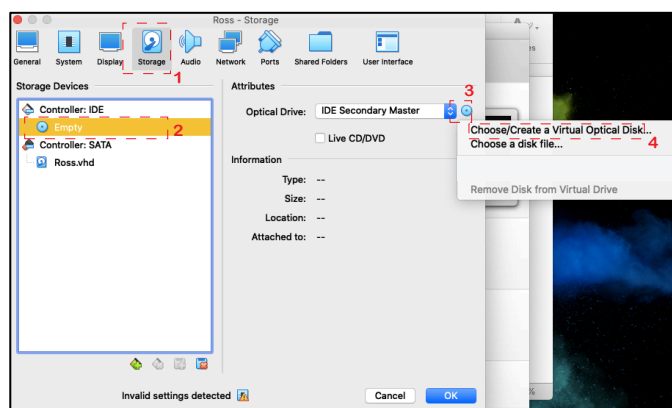 Ross - Storage
General System Display Storage Audio Network Ports Shared Folders User Interface
1
Storage Devices
Controller: IDE
Empty
2
Controller: SATA
Ross.vhd
Attributes
3
Optical Drive: IDE Secondary Master
Live CD/DVD
Information
Type: --
Size: --
Location: --
Attached to: --
Choose/Create a Virtual Optical Disk...
Choose a disk file...
4
Remove Disk from Virtual Drive
Invalid settings detected
Cancel OK
%